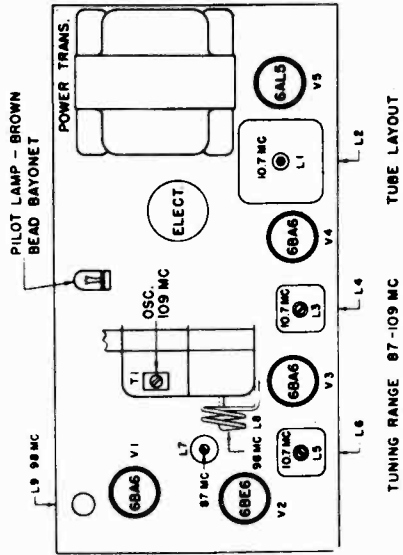 PILOT LAMP - BROWN
BEAD BAYONET
POWER TRANS.
L9 98 MC
V1
6BA6
T1
OSC.
109 MC
ELECT.
6AL5
V5
L7
87 MC
L8
98 MC
6BE6
V2
10.7 MC
L5
6BA6
V3
10.7 MC
L3
6BA6
V4
10.7 MC
L1
L6
L4
L2
TUNING RANGE 87-109 MC
TUBE LAYOUT